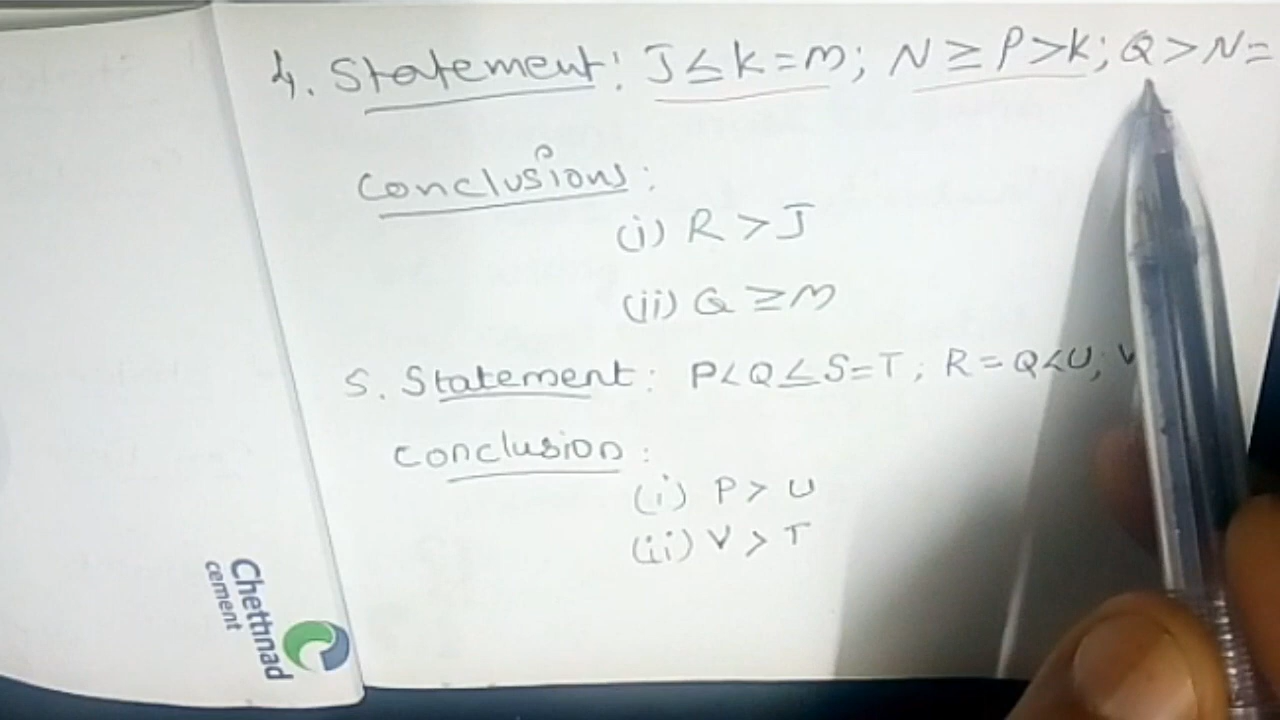 4. Statement: J ≤ K = M; N ≥ P > K; Q > N =
Conclusions:
(i) R > J
(ii) Q ≥ M
5. Statement: P < Q ≤ S = T; R = Q < U; V
Conclusion:
(i) P > U
(ii) V > T
Chettinad
cement